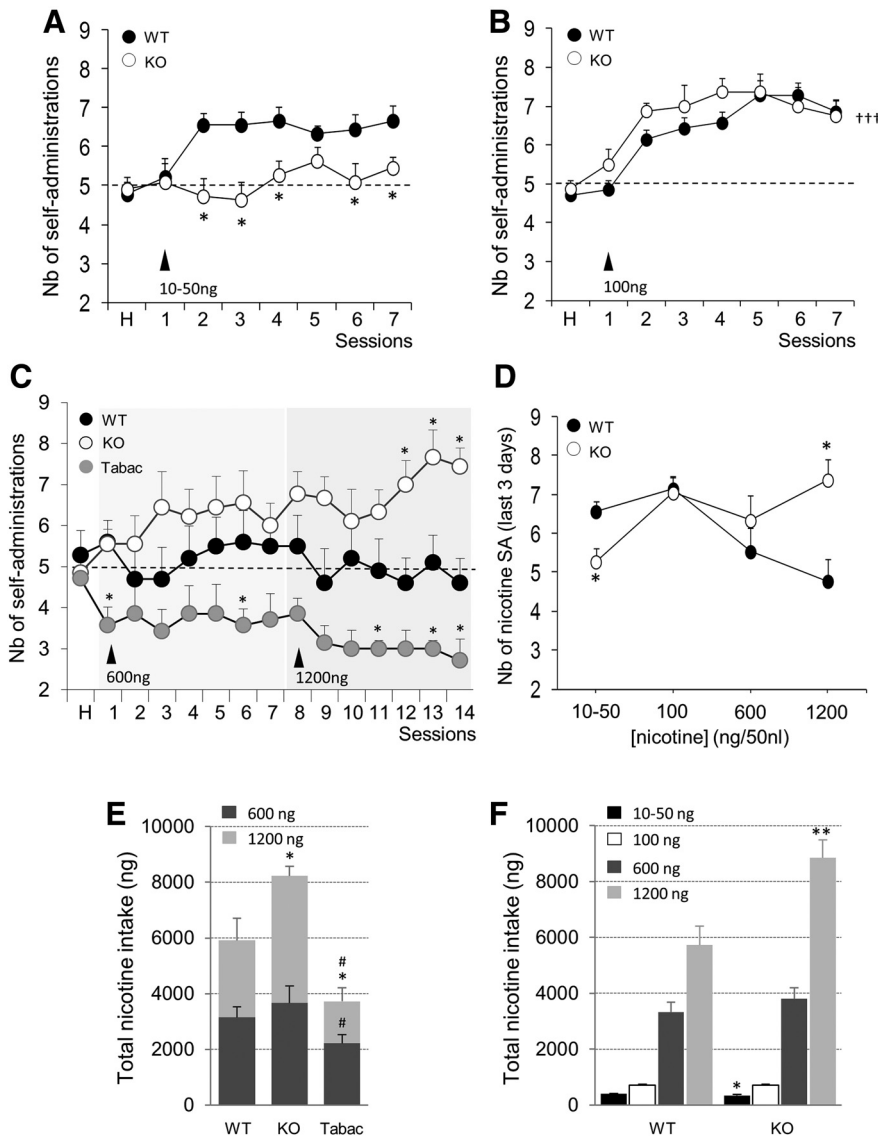 A
WT
KO
Nb of self-administrations
9
8
7
6
5
4
3
2
* * * * *
10-50ng
H 1 2 3 4 5 6 7
Sessions
B
WT
KO
Nb of self-administrations
9
8
7
6
5
4
3
2
†††
100ng
H 1 2 3 4 5 6 7
Sessions
C
WT
KO
Tabac
Nb of self-administrations
9
8
7
6
5
4
3
2
* * *
* * * * *
600ng
1200ng
H 1 2 3 4 5 6 7 8 9 10 11 12 13 14
Sessions
D
WT
KO
Nb of nicotine SA (last 3 days)
9
8
7
6
5
4
3
2
*
*
10-50 100 600 1200
[nicotine] (ng/50nl)
E
600 ng
1200 ng
Total nicotine intake (ng)
10000
8000
6000
4000
2000
0
*
#
*
#
WT KO Tabac
F
10-50 ng
100 ng
600 ng
1200 ng
Total nicotine intake (ng)
10000
8000
6000
4000
2000
0
**
*
WT KO